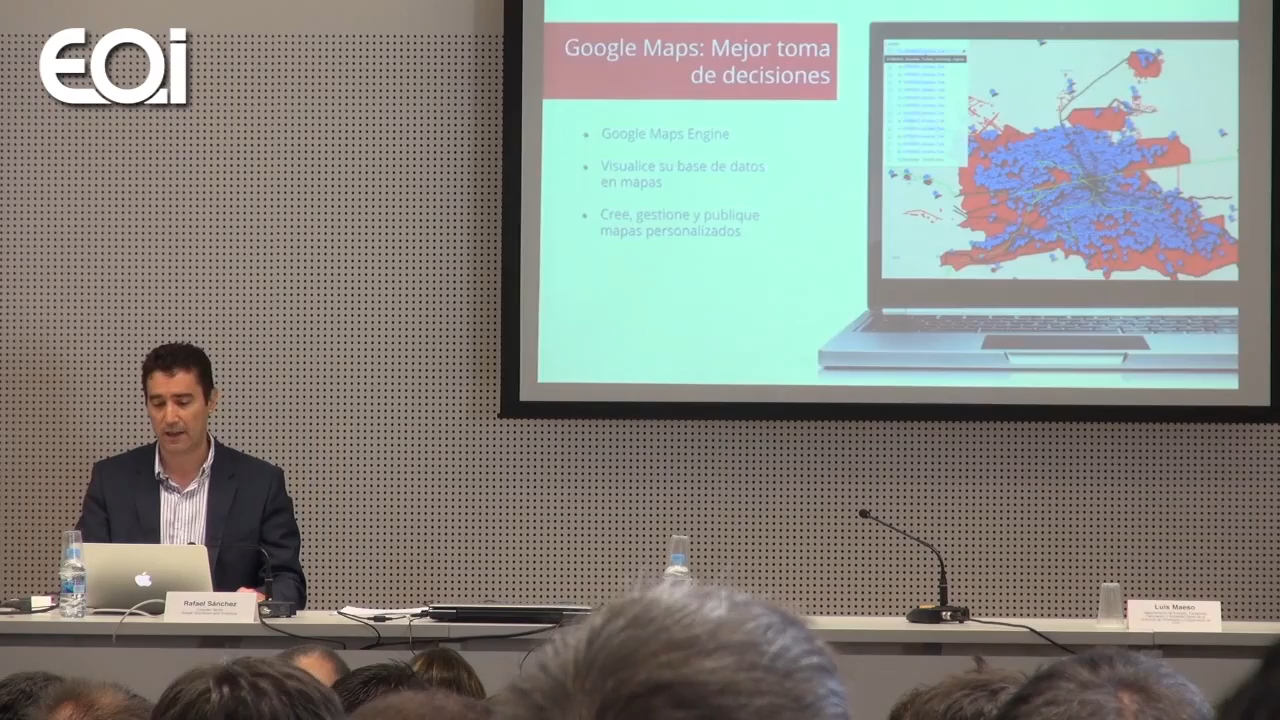 EOi
Google Maps: Mejor toma
de decisiones
Google Maps Engine
Visualice su base de datos
en mapas
Cree, gestione y publique
mapas personalizados
Rafael Sánchez
Luis Maeso